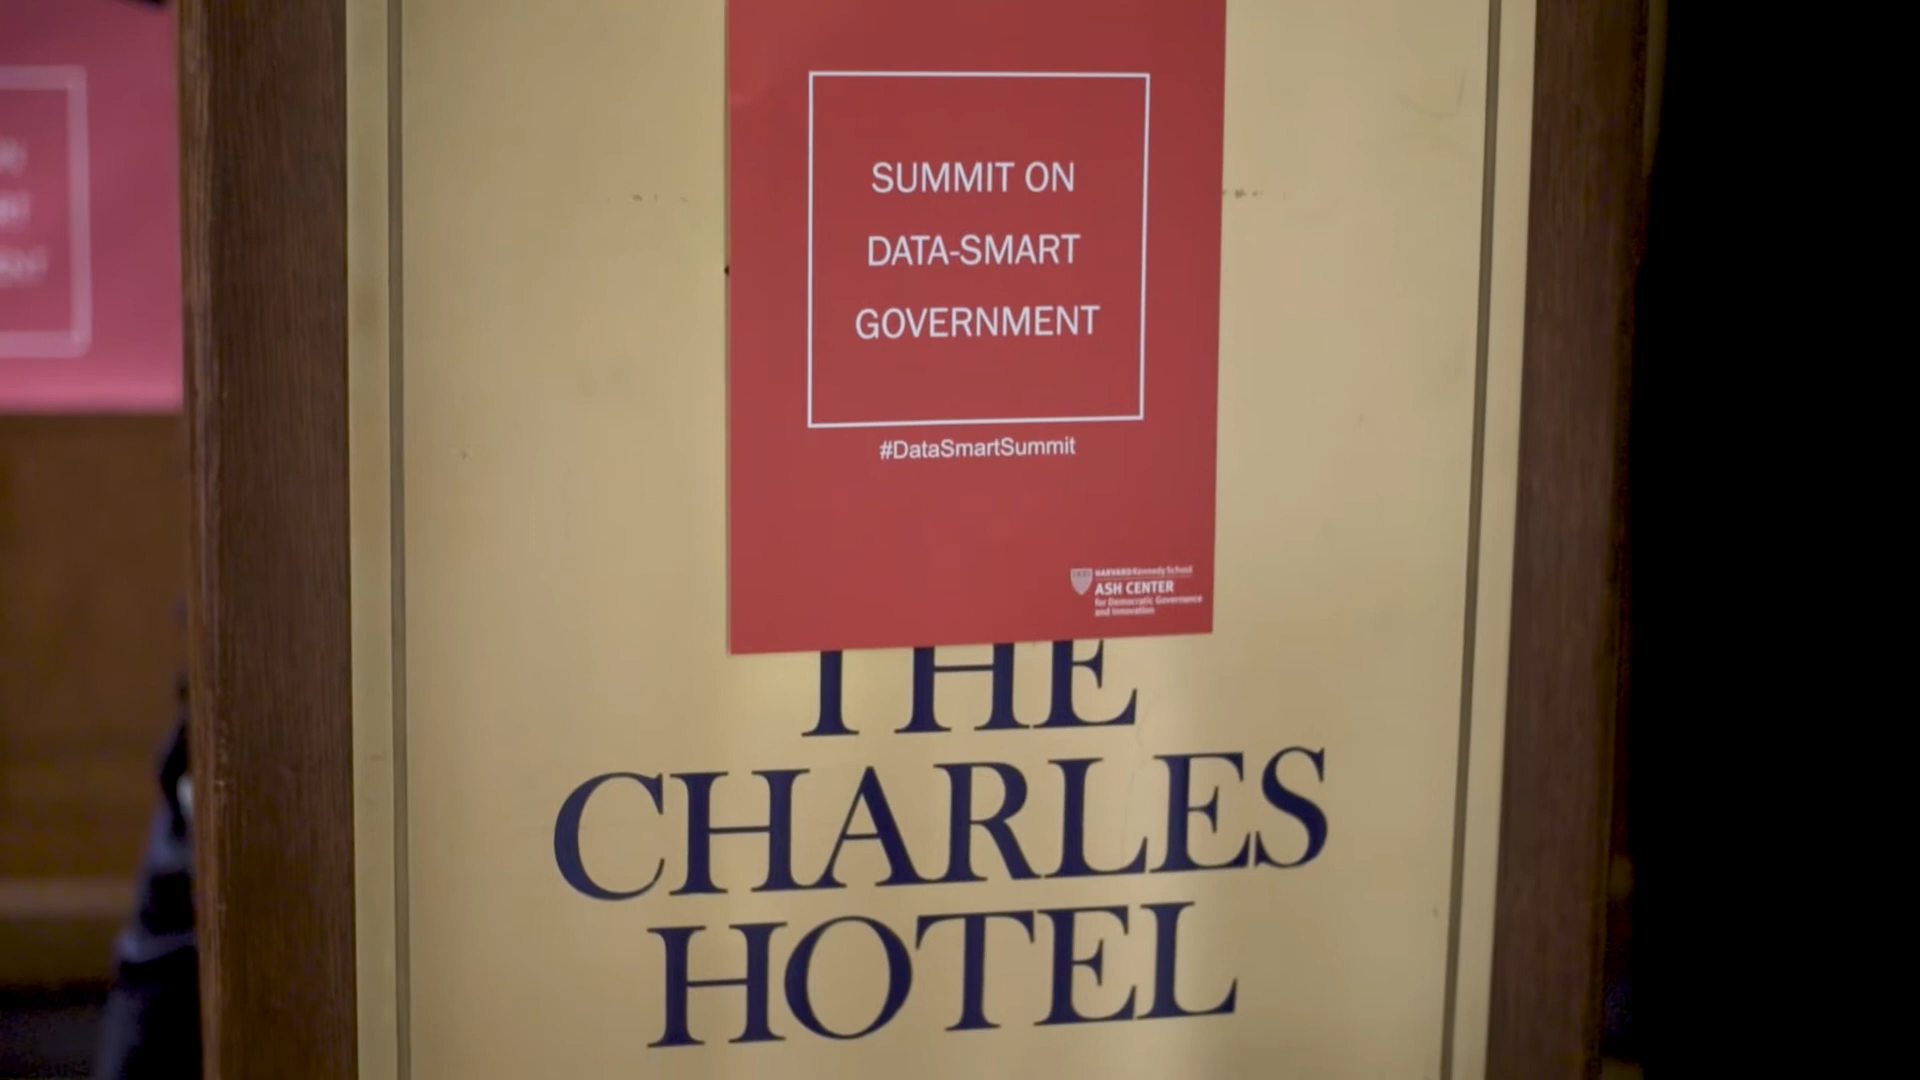 SUMMIT ON
DATA-SMART
GOVERNMENT
#DataSmartSummit
HARVARD Kennedy School
ASH CENTER
for Democratic Governance
and Innovation
THE
CHARLES
HOTEL